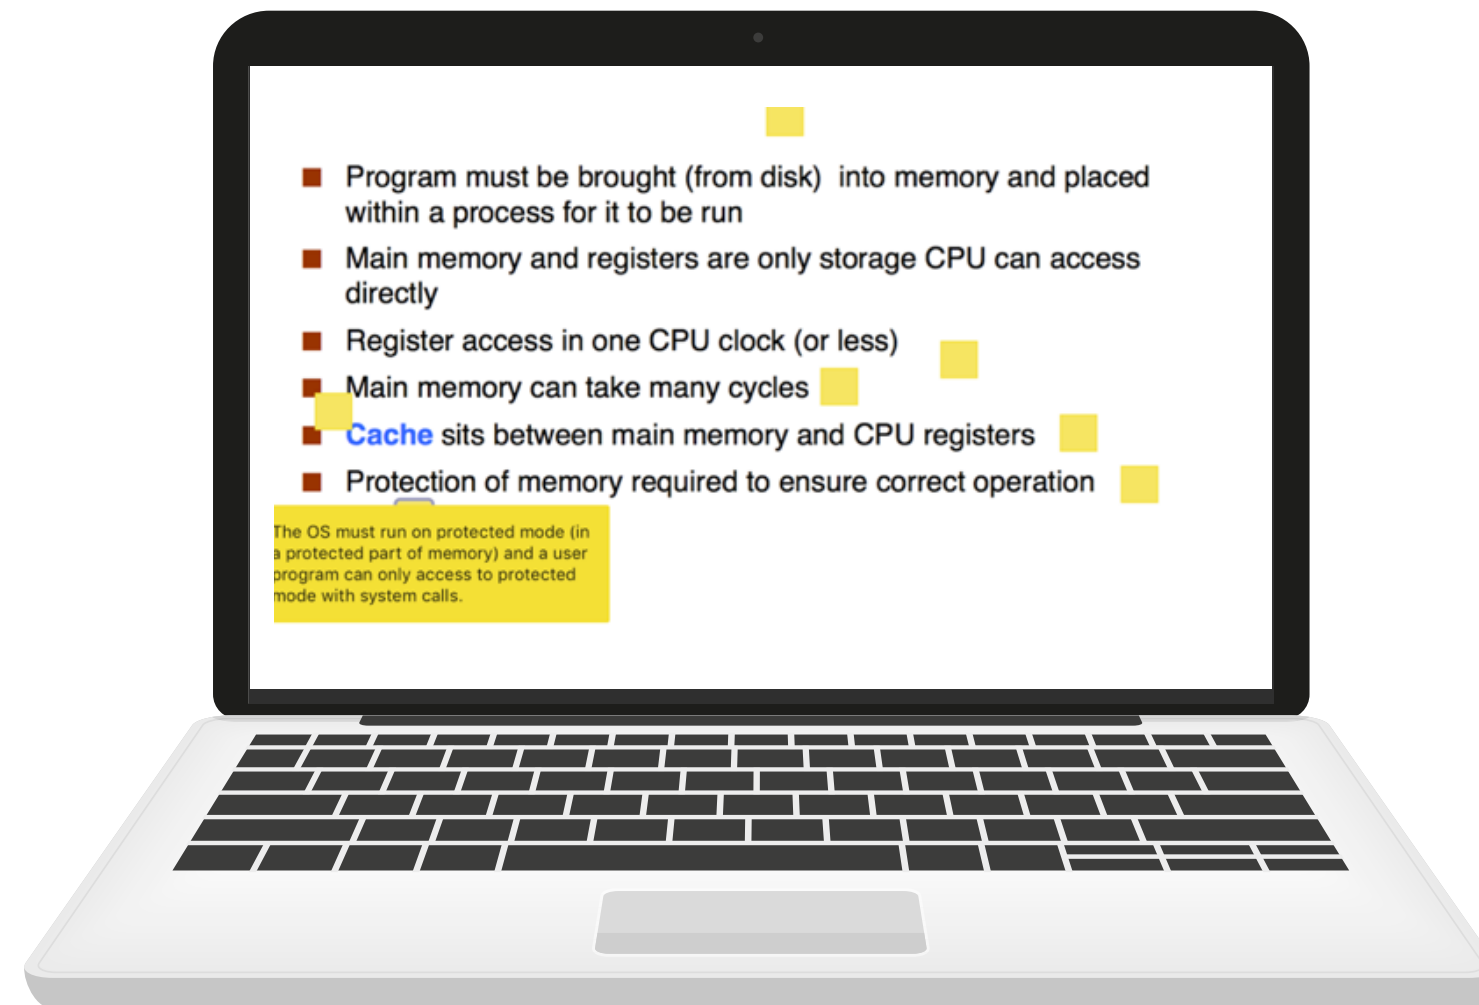 Program must be brought (from disk)  into memory and placed
within a process for it to be run
Main memory and registers are only storage CPU can access
directly
Register access in one CPU clock (or less)
Main memory can take many cycles
Cache sits between main memory and CPU registers
Protection of memory required to ensure correct operation
The OS must run on protected mode (in
a protected part of memory) and a user
program can only access to protected
mode with system calls.